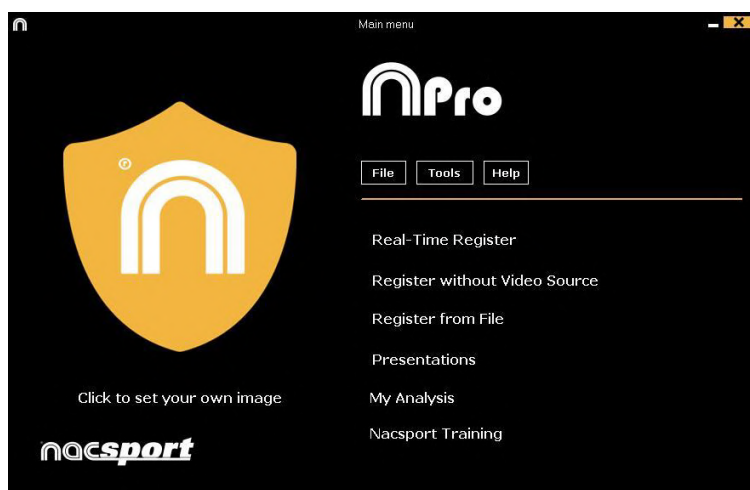 Main menu
nPro
File Tools Help
Real-Time Register
Register without Video Source
Register from File
Presentations
My Analysis
Nacsport Training
n
Click to set your own image
nacsport